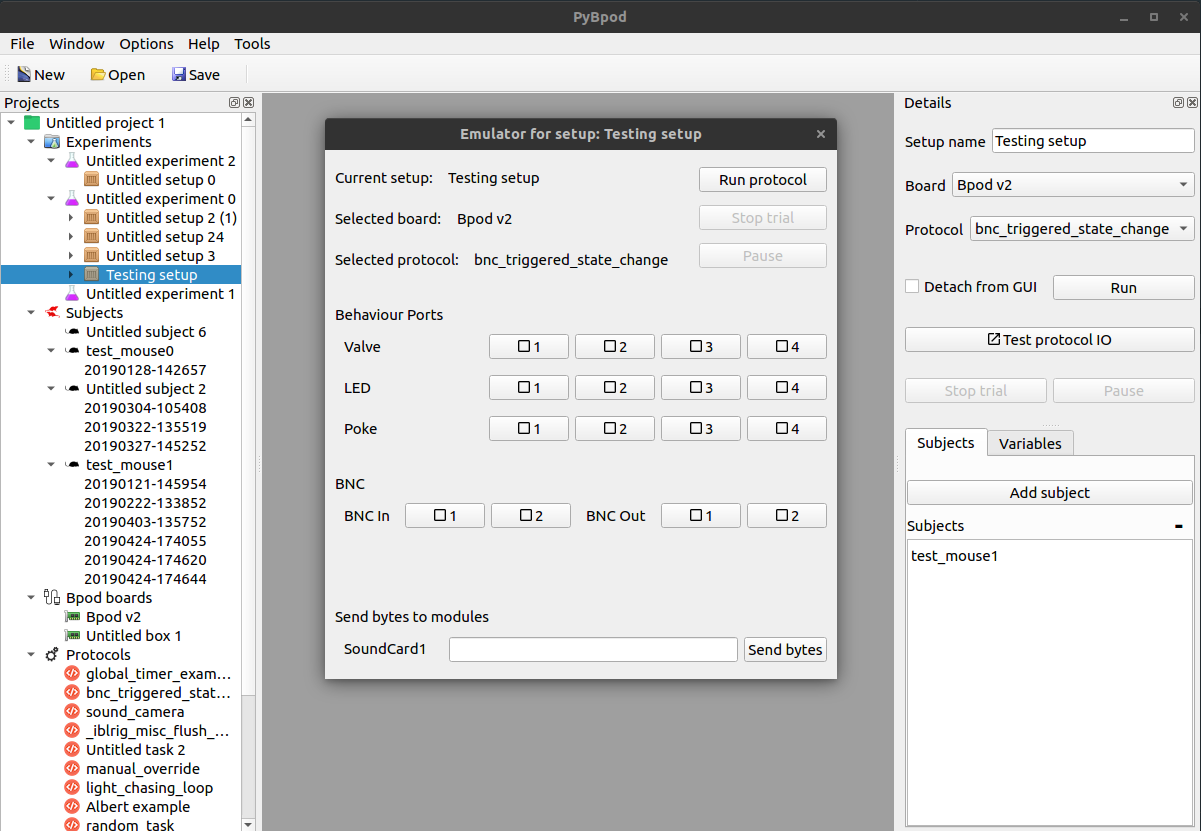 PyBpod
File Window Options Help Tools
New Open Save
Projects
Untitled project 1
Experiments
Untitled experiment 2
Untitled setup 0
Untitled experiment 0
Untitled setup 2 (1)
Untitled setup 24
Untitled setup 3
Testing setup
Untitled experiment 1
Subjects
Untitled subject 6
test_mouse0
20190128-142657
Untitled subject 2
20190304-105408
20190322-135519
20190327-145252
test_mouse1
20190121-145954
20190222-133852
20190403-135752
20190424-174055
20190424-174620
20190424-174644
Bpod boards
Bpod v2
Untitled box 1
Protocols
global_timer_exam...
bnc_triggered_stat...
sound_camera
_iblrig_misc_flush_...
Untitled task 2
manual_override
light_chasing_loop
Albert example
random_task
Emulator for setup: Testing setup
Current setup: Testing setup Run protocol
Selected board: Bpod v2 Stop trial
Selected protocol: bnc_triggered_state_change Pause
Behaviour Ports
Valve 1 2 3 4
LED 1 2 3 4
Poke 1 2 3 4
BNC
BNC In 1 2 BNC Out 1 2
Send bytes to modules
SoundCard1 Send bytes
Details
Setup name Testing setup
Board Bpod v2
Protocol bnc_triggered_state_change
Detach from GUI Run
Test protocol IO
Stop trial Pause
Subjects Variables
Add subject
Subjects -
test_mouse1